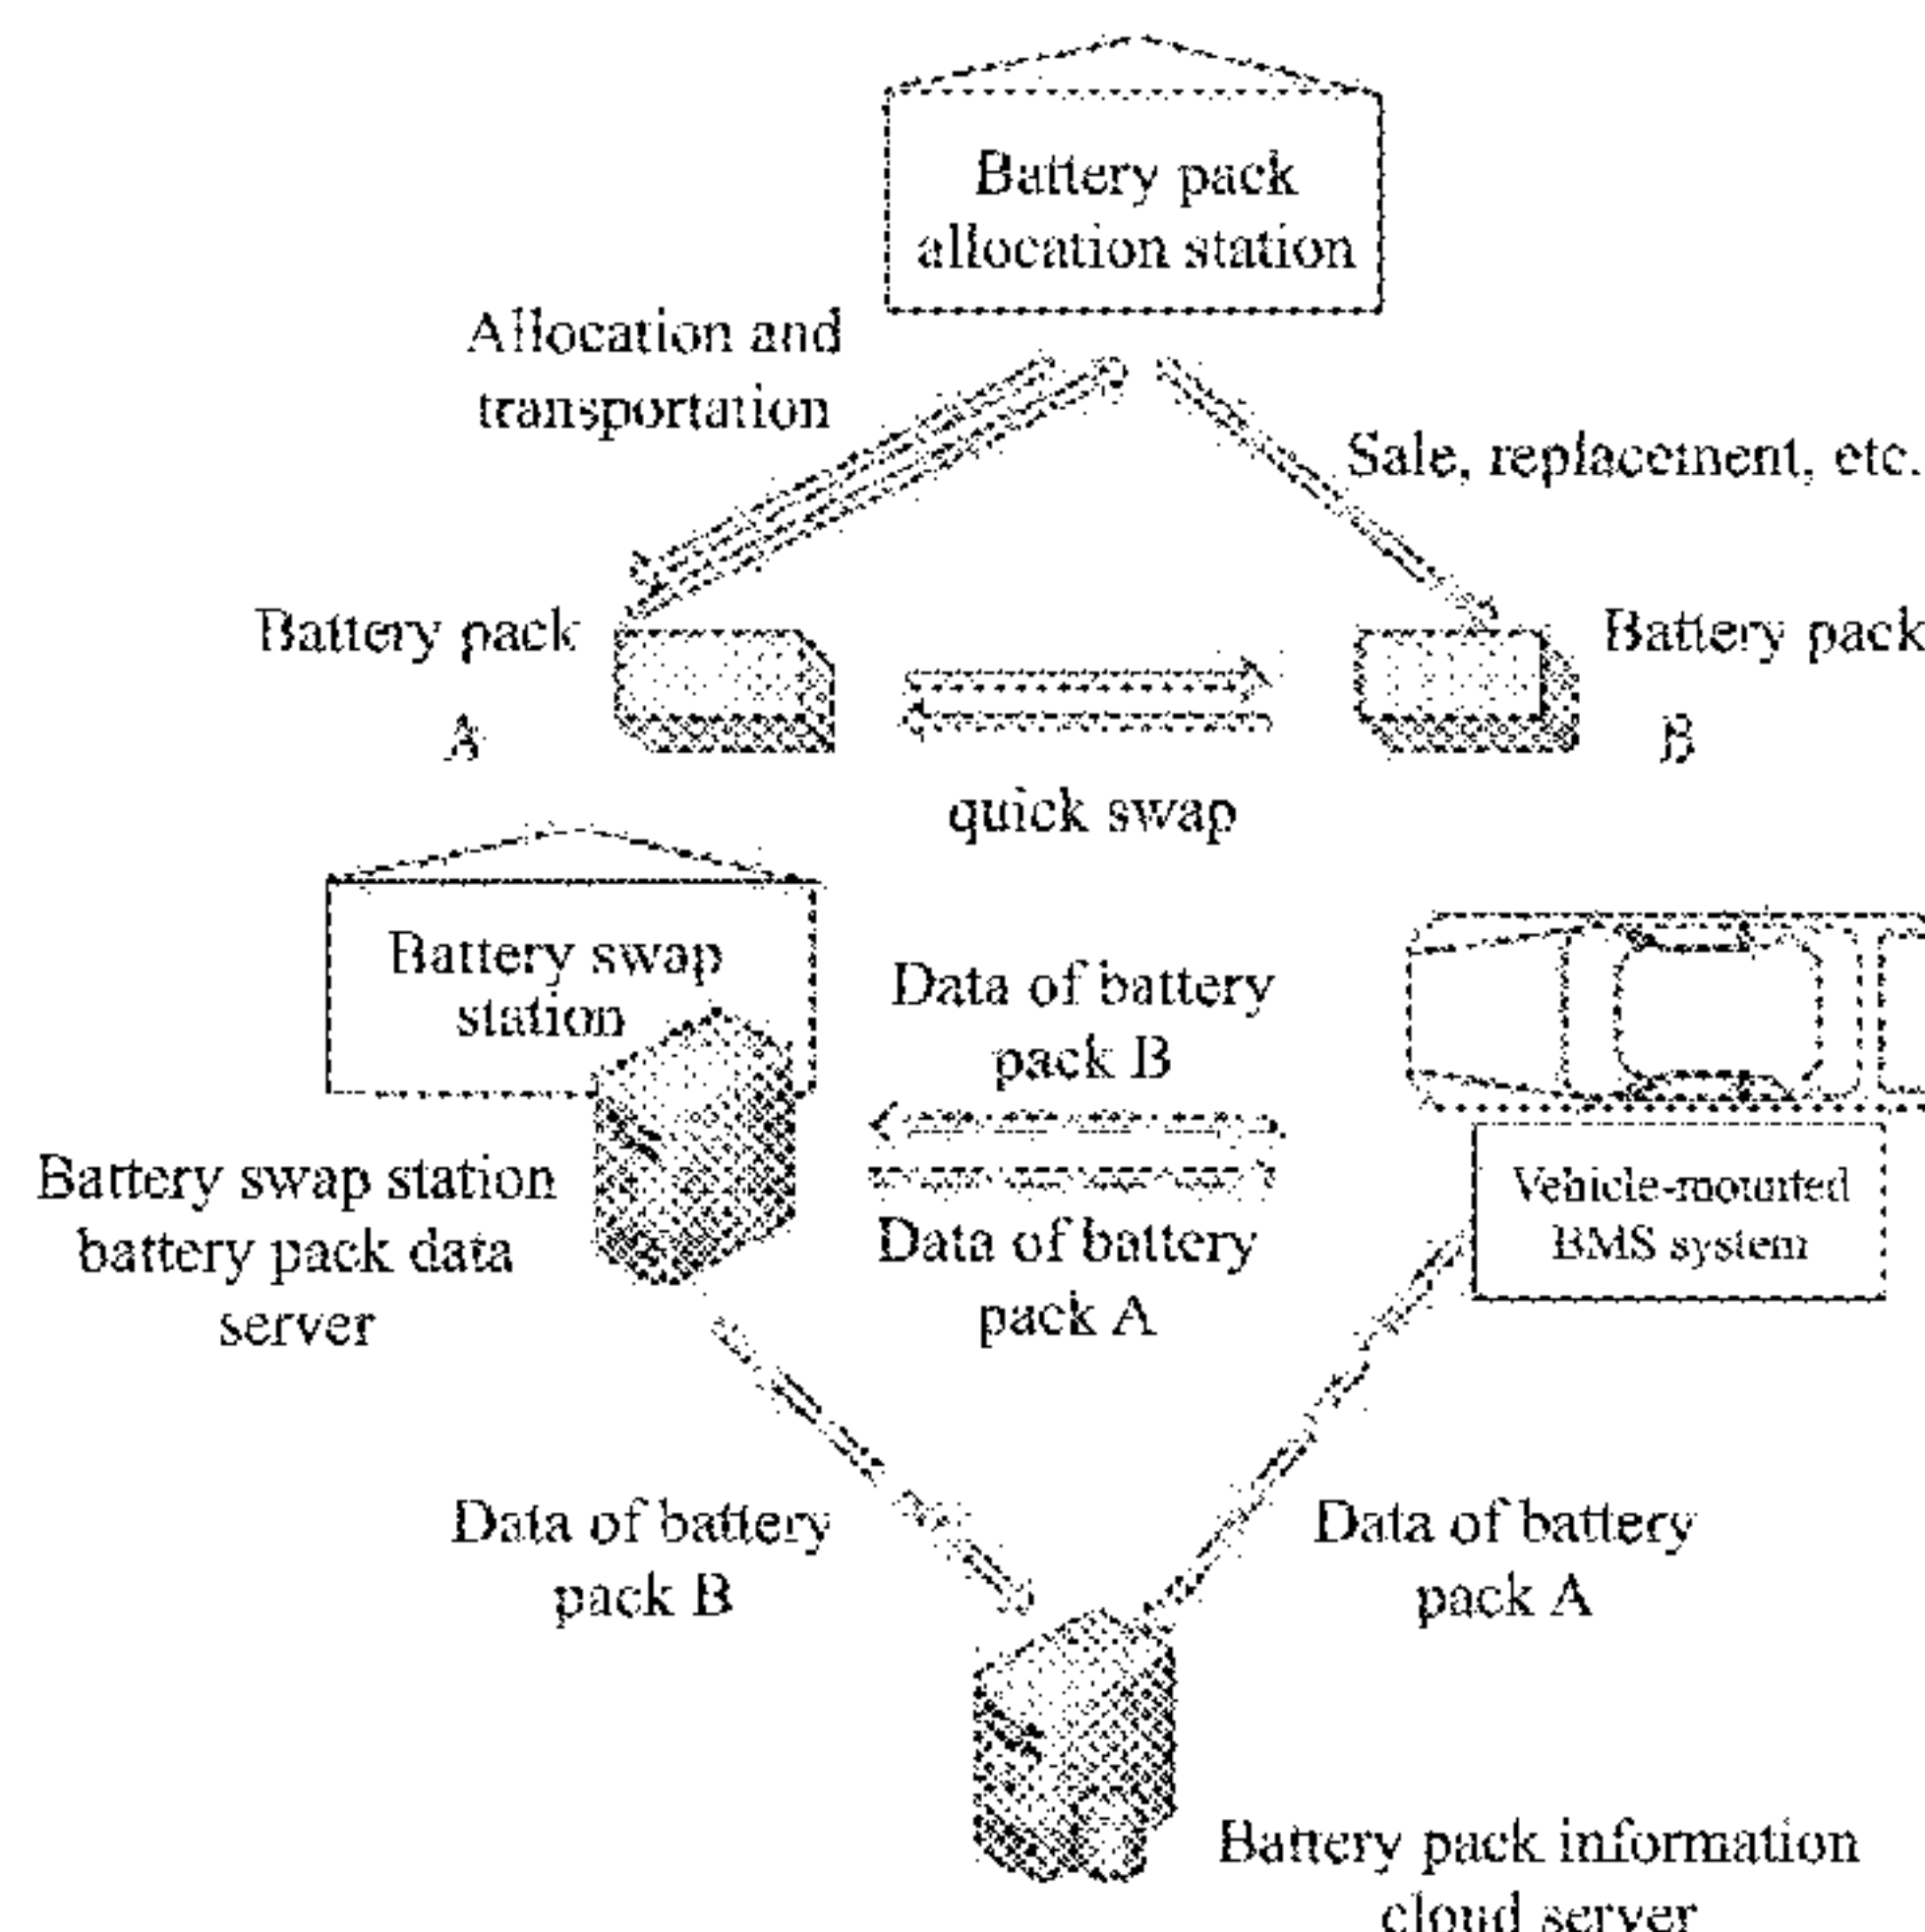 Battery pack
allocation station
Allocation and
transportation
Sale, replacement, etc.
Battery pack
A
Battery pack
B
quick swap
Battery swap
station
Data of battery
pack B
Battery swap station
battery pack data
server
Data of battery
pack A
Vehicle-mounted
BMS system
Data of battery
pack B
Data of battery
pack A
Battery pack information
cloud server